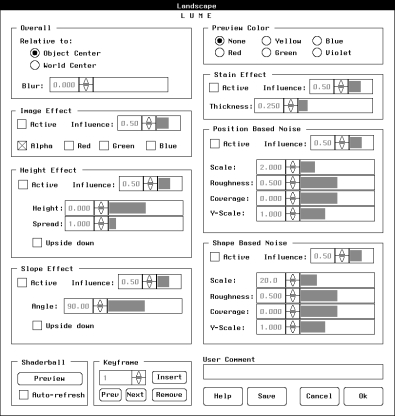 Landscape
L U M E
Overall
Relative to:
Object Center
World Center
Blur: 0.000
Image Effect
Active Influence: 0.50
Alpha Red Green Blue
Height Effect
Active Influence: 0.50
Height: 0.000
Spread: 1.000
Upside down
Slope Effect
Active Influence: 0.50
Angle: 90.00
Upside down
Shaderball
Preview
Auto-refresh
Keyframe
1 Insert
Prev Next Remove
Preview Color
None Yellow Blue
Red Green Violet
Stain Effect
Active Influence: 0.50
Thickness: 0.250
Position Based Noise
Active Influence: 0.50
Scale: 2.000
Roughness: 0.500
Coverage: 0.000
Y-Scale: 1.000
Shape Based Noise
Active Influence: 0.50
Scale: 20.0
Roughness: 0.500
Coverage: 0.000
Y-Scale: 1.000
User Comment
Help Save Cancel Ok